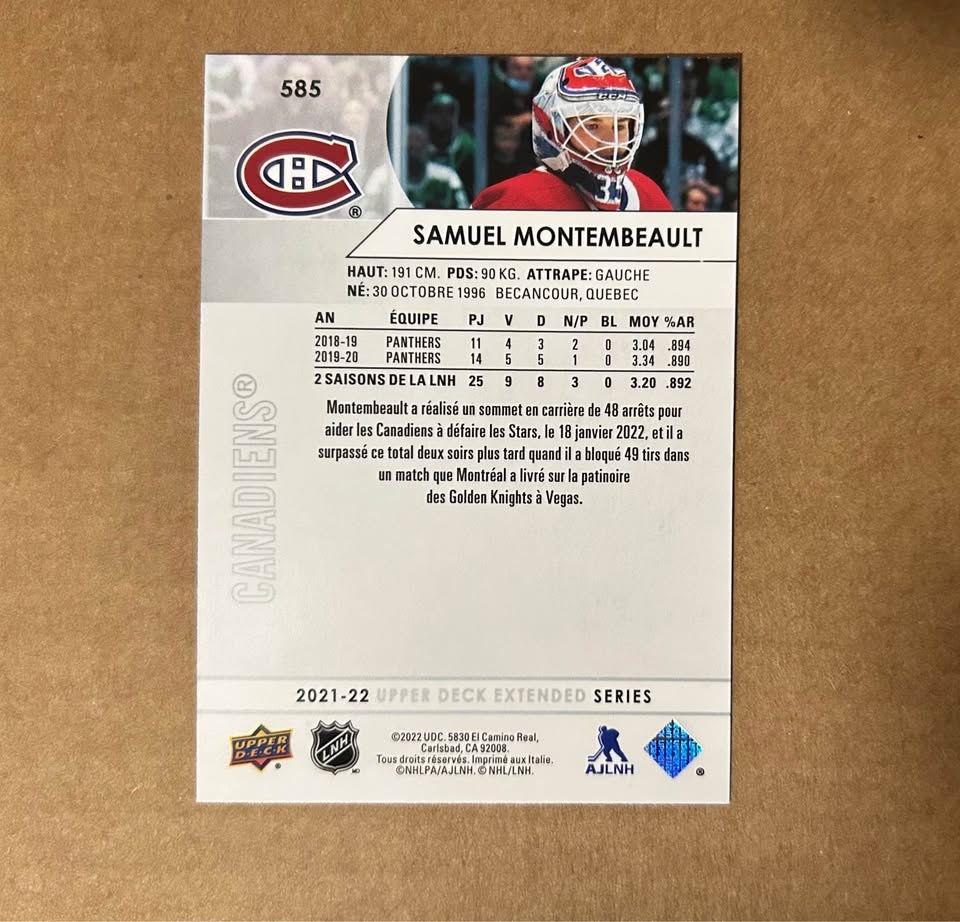 585
®
SAMUEL MONTEMBEAULT
HAUT: 191 CM. PDS: 90 KG. ATTRAPE: GAUCHE
NÉ: 30 OCTOBRE 1996 BECANCOUR, QUEBEC
AN ÉQUIPE PJ V D N/P BL MOY %AR
2018-19 PANTHERS 11 4 3 2 0 3.04 .894
2019-20 PANTHERS 14 5 5 1 0 3.34 .890
2 SAISONS DE LA LNH 25 9 8 3 0 3.20 .892
Montembeault a réalisé un sommet en carrière de 48 arrêts pour
aider les Canadiens à défaire les Stars, le 18 janvier 2022, et il a
surpassé ce total deux soirs plus tard quand il a bloqué 49 tirs dans
un match que Montréal a livré sur la patinoire
des Golden Knights à Vegas.
CANADIENS®
2021-22 UPPER DECK EXTENDED SERIES
UPPER
DECK
®
LNH
MD
©2022 UDC. 5830 El Camino Real,
Carlsbad, CA 92008.
Tous droits réservés. Imprimé aux Italie.
©NHLPA/AJLNH. © NHL/LNH.
AJLNH
®